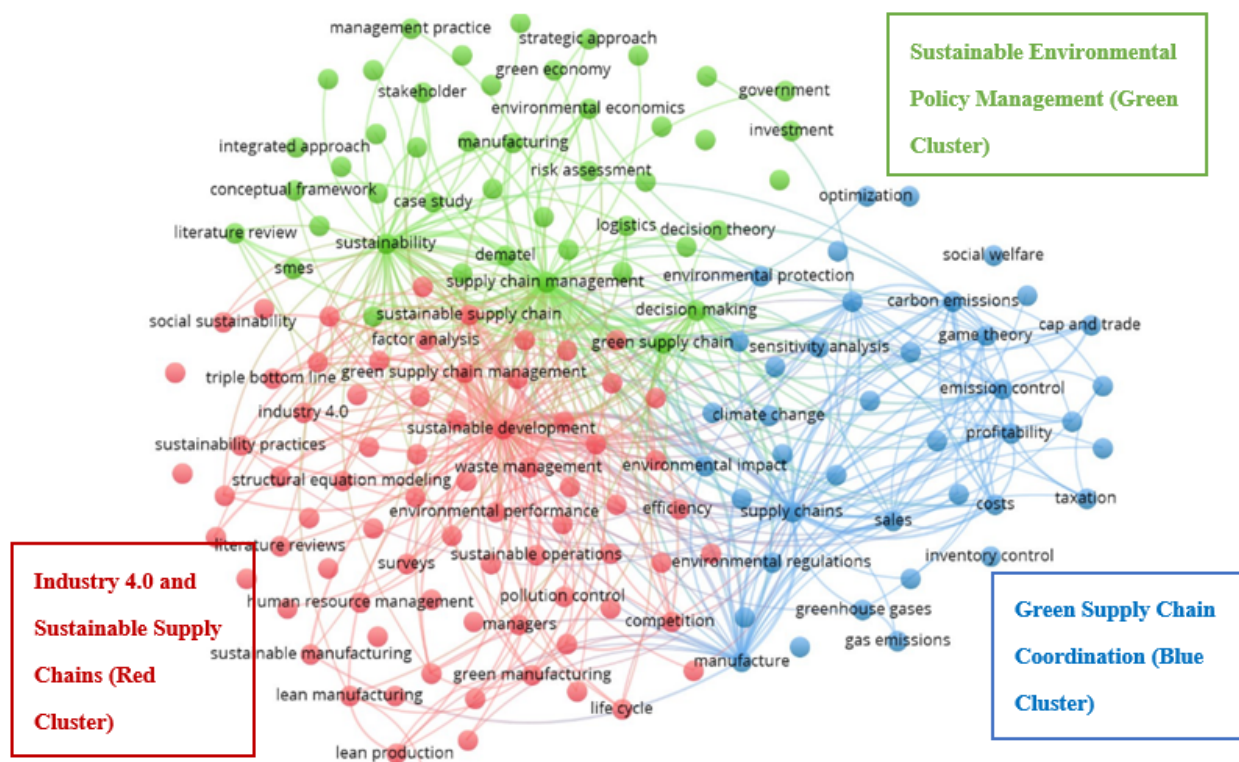 management practice
strategic approach
green economy
stakeholder
environmental economics
government
integrated approach
manufacturing
investment
conceptual framework
risk assessment
case study
optimization
literature review
logistics
decision theory
sustainability
smes
dematel
social welfare
supply chain management
environmental protection
social sustainability
sustainable supply chain
decision making
carbon emissions
factor analysis
green supply chain
sensitivity analysis
game theory
cap and trade
triple bottom line
green supply chain management
emission control
industry 4.0
climate change
sustainable development
profitability
sustainability practices
waste management
environmental impact
structural equation modeling
taxation
environmental performance
efficiency
supply chains
sales
costs
literature reviews
surveys
sustainable operations
environmental regulations
inventory control
human resource management
pollution control
greenhouse gases
managers
competition
gas emissions
sustainable manufacturing
green manufacturing
manufacture
lean manufacturing
life cycle
lean production
Sustainable Environmental
Policy Management (Green
Cluster)
Industry 4.0 and
Sustainable Supply
Chains (Red
Cluster)
Green Supply Chain
Coordination (Blue
Cluster)